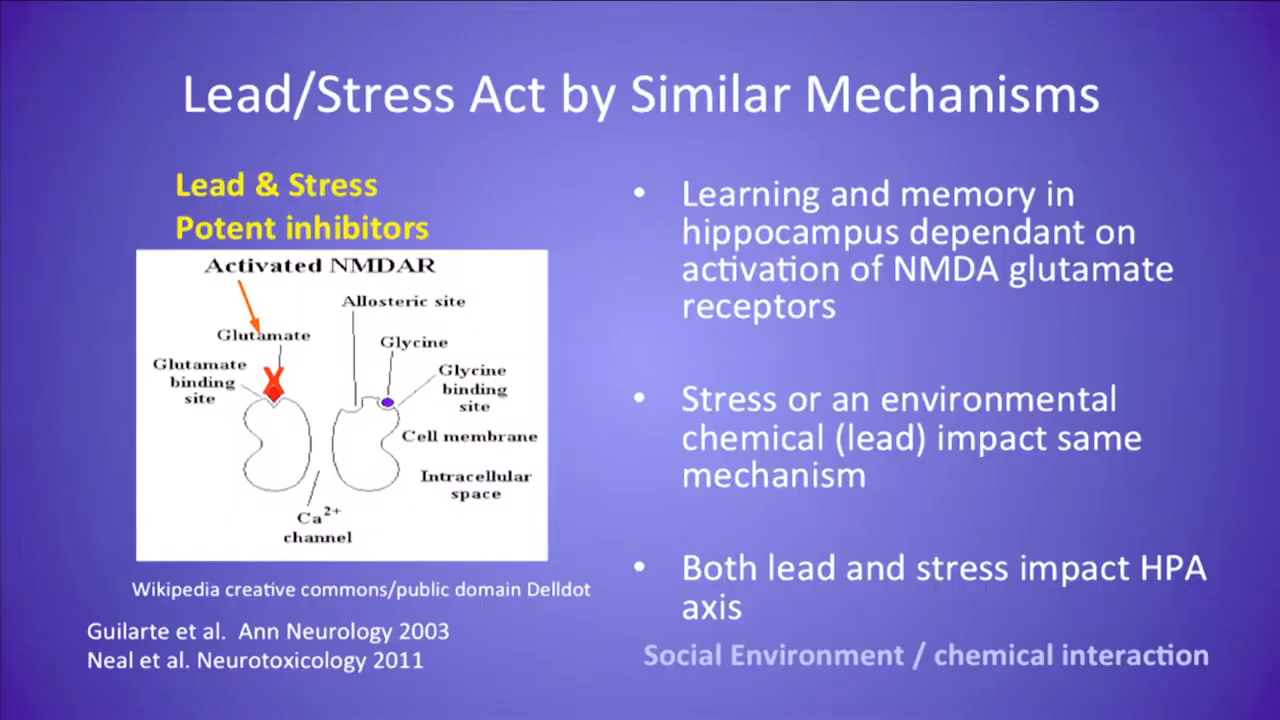 Lead/Stress Act by Similar Mechanisms
Lead & Stress
Potent inhibitors
Activated NMDAR
Allosteric site
Glutamate
Glycine
Glutamate
binding
site
Glycine
binding
site
Cell membrane
Intracellular
space
Ca2+
channel
Wikipedia creative commons/public domain Delldot
Guilarte et al. Ann Neurology 2003
Neal et al. Neurotoxicology 2011
• Learning and memory in
hippocampus dependant on
activation of NMDA glutamate
receptors
• Stress or an environmental
chemical (lead) impact same
mechanism
• Both lead and stress impact HPA
axis
Social Environment / chemical interaction